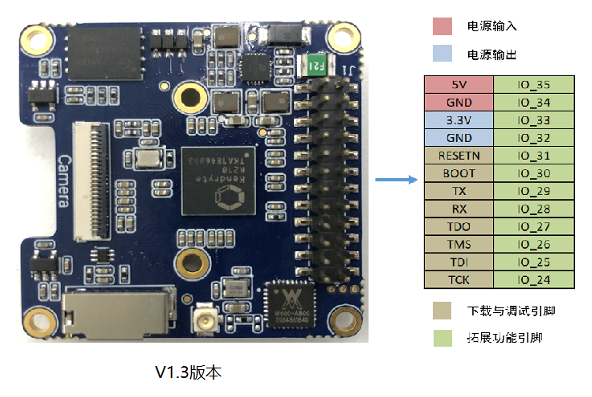 电源输入
电源输出
F21
J1
5V IO_35
GND IO_34
3.3V IO_33
GND IO_32
RESETN IO_31
BOOT IO_30
TX IO_29
RX IO_28
TDO IO_27
TMS IO_26
TDI IO_25
TCK IO_24
Camera
Kendryte
K210
下载与调试引脚
拓展功能引脚
V1.3版本